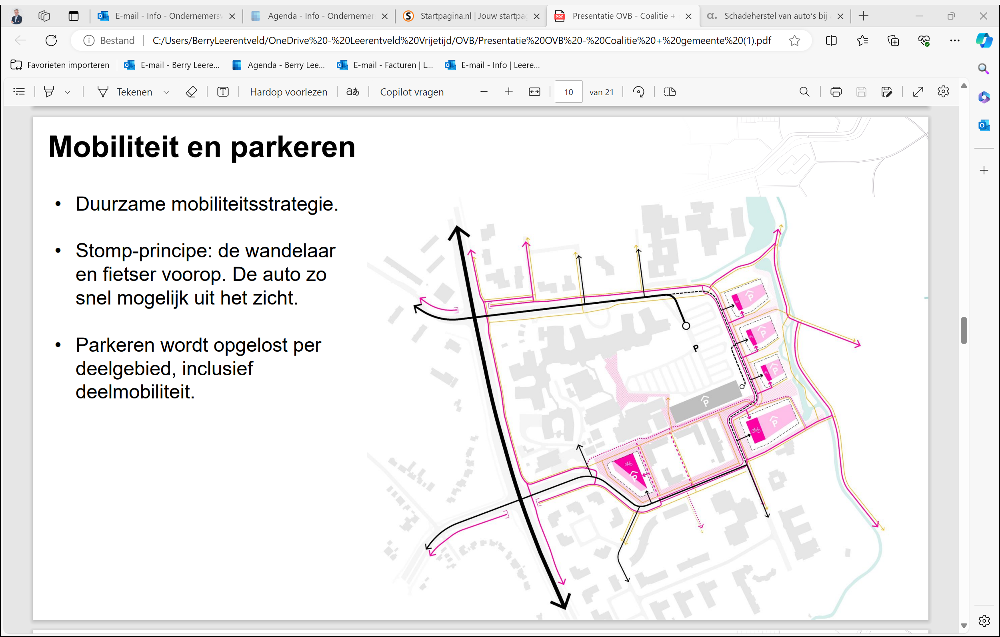 E-mail - Info - Ondernemersv
Agenda - Info - Ondernemer
Startpagina.nl | Jouw startpag
Presentatie OVB - Coalitie +
a. Schadeherstel van auto's bij
Bestand
C:/Users/BerryLeerentveld/OneDrive%20-%20Leerentveld%20Vrijetijd/OVB/Presentatie%20OVB%20-%20Coalitie%20+%20gemeente%20(1).pdf
Favorieten importeren
E-mail - Berry Leere...
Agenda - Berry Lee...
E-mail - Facturen | L...
E-mail - Info | Leere...
Tekenen
Hardop voorlezen
aあ
Copilot vragen
10
van 21
Mobiliteit en parkeren
• Duurzame mobiliteitsstrategie.
• Stomp-principe: de wandelaar
en fietser voorop. De auto zo
snel mogelijk uit het zicht.
• Parkeren wordt opgelost per
deelgebied, inclusief
deelmobiliteit.
P
P
P
P
P
P
P